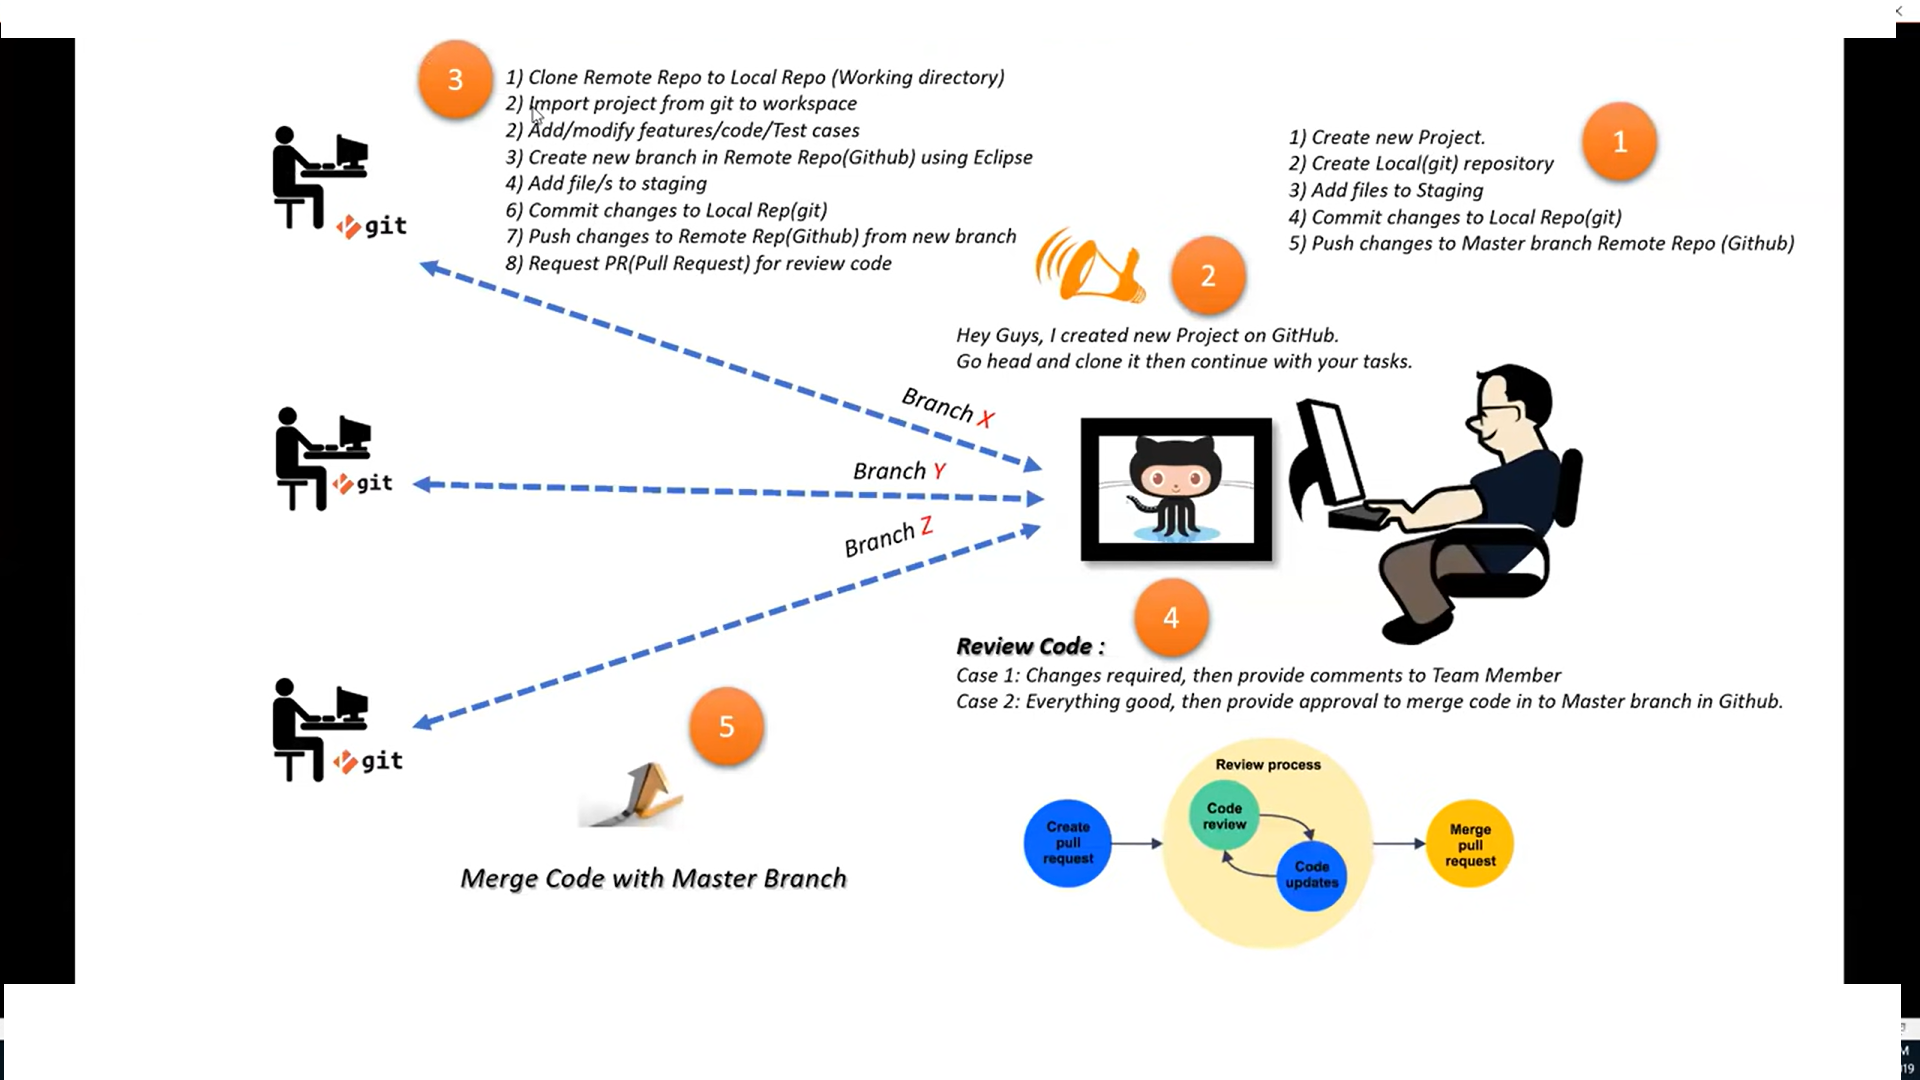 3
1) Clone Remote Repo to Local Repo (Working directory)
2) Import project from git to workspace
2) Add/modify features/code/Test cases
3) Create new branch in Remote Repo(Github) using Eclipse
4) Add file/s to staging
6) Commit changes to Local Rep(git)
7) Push changes to Remote Rep(Github) from new branch
8) Request PR(Pull Request) for review code
git
1
1) Create new Project.
2) Create Local(git) repository
3) Add files to Staging
4) Commit changes to Local Repo(git)
5) Push changes to Master branch Remote Repo (Github)
2
Hey Guys, I created new Project on GitHub.
Go head and clone it then continue with your tasks.
Branch X
Branch Y
Branch Z
git
git
4
Review Code :
Case 1: Changes required, then provide comments to Team Member
Case 2: Everything good, then provide approval to merge code in to Master branch in Github.
5
Merge Code with Master Branch
Review process
Create
pull
request
Code
review
Code
updates
Merge
pull
request
M
19